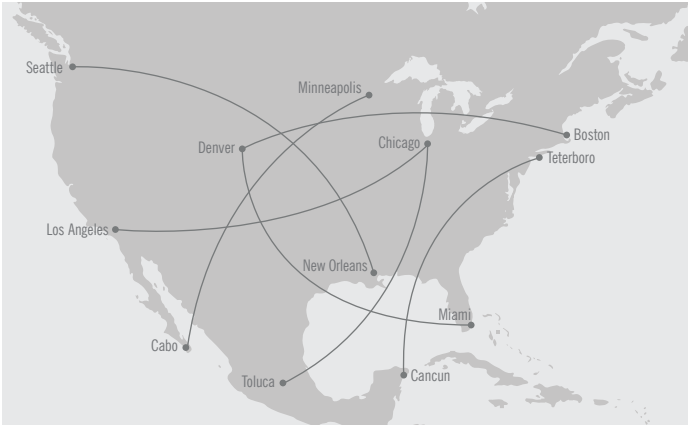 Seattle
Minneapolis
Boston
Chicago
Denver
Teterboro
Los Angeles
New Orleans
Miami
Cabo
Cancun
Toluca